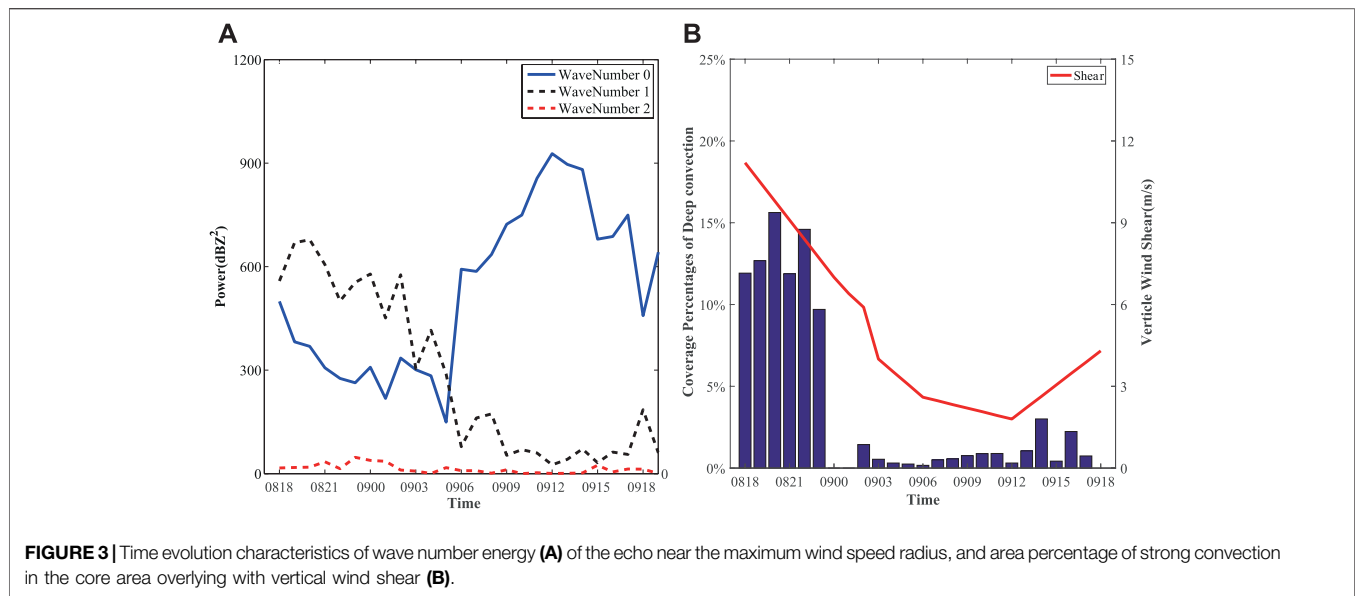 A
1200
900
600
300
0
Power(dBZ²)
WaveNumber 0
WaveNumber 1
WaveNumber 2
0818 0821 0900 0903 0906 0909 0912 0915 0918
0
Time
B
25%
20%
15%
10%
5%
0%
Coverage Percentages of Deep convection
Shear
15
12
9
6
3
0
Verticle Wind Shear(m/s)
0818 0821 0900 0903 0906 0909 0912 0915 0918
Time
FIGURE 3 | Time evolution characteristics of wave number energy (A) of the echo near the maximum wind speed radius, and area percentage of strong convection
in the core area overlying with vertical wind shear (B).